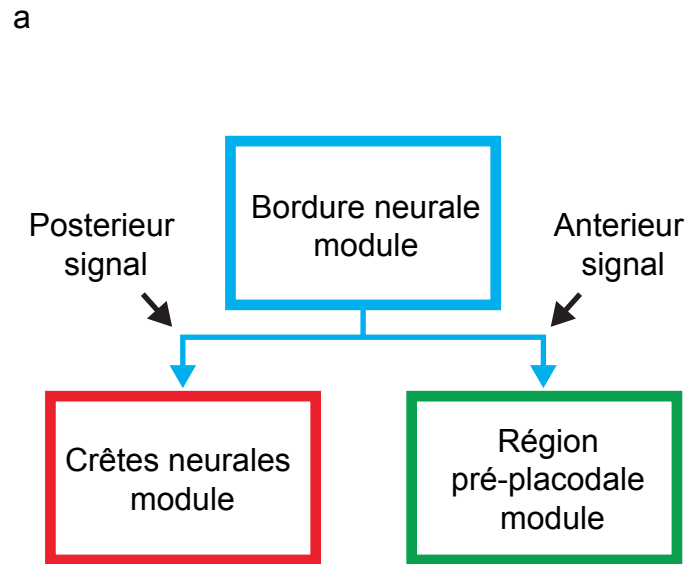 a
Bordure neurale
module
Posterieur
signal
Anterieur
signal
Crêtes neurales
module
Région
pré-placodale
module